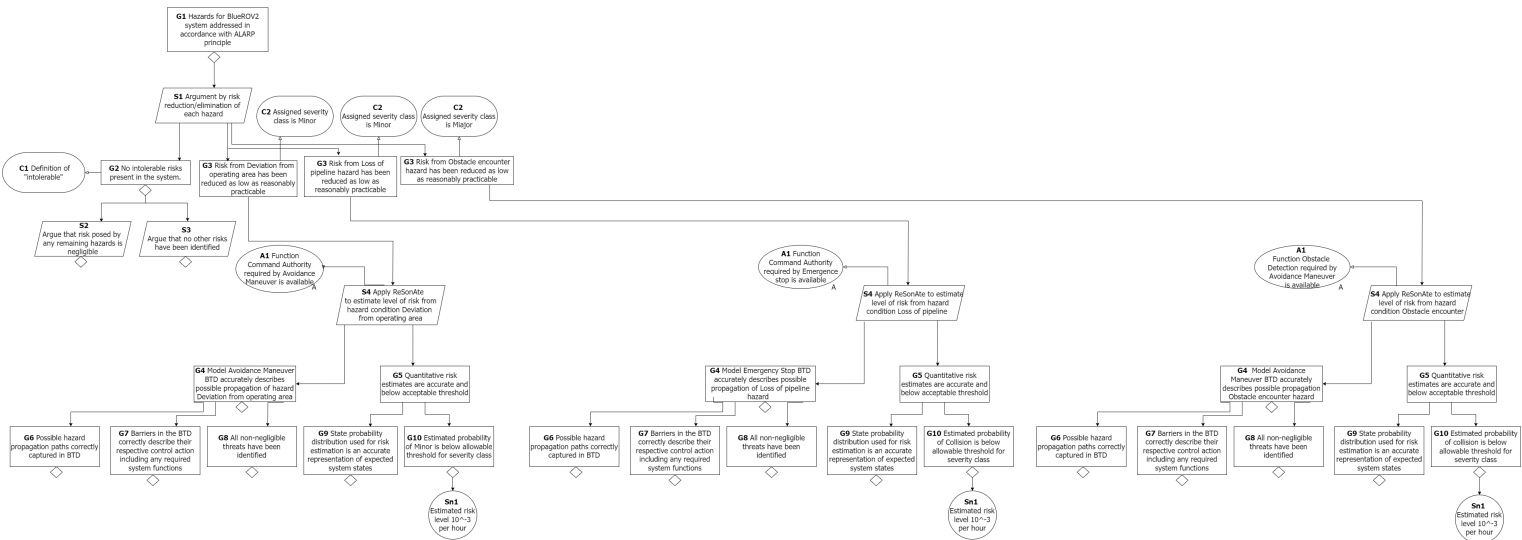 G1 Hazards for BlueROV2
system addressed in
accordance with ALARP
principle
S1 Argument by risk
reduction/elimination of
each hazard
C2 Assigned severity
class is Minor
C2
Assigned severity class
is Minor
C2
Assigned severity class
is Miajor
C1 Definition of
"intolerable"
G2 No intolerable risks
present in the system.
G3 Risk from Deviation from
operating area has been
reduced as low as reasonably
practicable
G3 Risk from Loss of
pipeline hazard has been
reduced as low as
reasonably practicable
G3 Risk from Obstacle encounter
hazard has been reduced as low
as reasonably practicable
S2
Argue that risk posed by
any remaining hazards is
negligible
S3
Argue that no other risks
have been identified
A1 Function
Command Authority
required by Avoidance
Maneuver is available
A
S4 Apply ReSonAte
to estimate level of risk from
hazard condition Deviation
from operating area
A1 Function
Command Authority
required by Emergence
stop is available
A
S4 Apply ReSonAte to estimate
level of risk from hazard
condition Loss of pipeline
A1
Function Obstacle
Detection required by
Avoidance Maneuver
is available
A
S4 Apply ReSonAte to estimate
level of risk from hazard
condition Obstacle encounter
G4 Model Avoidance Maneuver
BTD accurately describes
possible propagation of hazard
Deviation from operating area
G5 Quantitative risk
estimates are accurate and
below acceptable threshold
G4 Model Emergency Stop BTD
accurately describes possible
propagation of Loss of pipeline
hazard
G5 Quantitative risk
estimates are accurate and
below acceptable threshold
G4 Model Avoidance
Maneuver BTD accurately
describes possible propagation
Obstacle encounter hazard
G5 Quantitative risk
estimates are accurate and
below acceptable threshold
G6 Possible hazard
propagation paths correctly
captured in BTD
G7 Barriers in the BTD
correctly describe their
respective control action
including any required
system functions
G8 All non-negligible
threats have been
identified
G9 State probability
distribution used for risk
estimation is an accurate
representation of expected
system states
G10 Estimated probability
of Minor is below allowable
threshold for severity class
G6 Possible hazard
propagation paths correctly
captured in BTD
G7 Barriers in the BTD
correctly describe their
respective control action
including any required
system functions
G8 All non-negligible
threats have been
identified
G9 State probability
distribution used for risk
estimation is an accurate
representation of expected
system states
G10 Estimated probability
of Collision is below
allowable threshold for
severity class
G6 Possible hazard
propagation paths correctly
captured in BTD
G7 Barriers in the BTD
correctly describe their
respective control action
including any required
system functions
G8 All non-negligible
threats have been
identified
G9 State probability
distribution used for risk
estimation is an accurate
representation of expected
system states
G10 Estimated probability
of collision is below
allowable threshold for
severity class
Sn1
Estimated risk
level 10^-3
per hour
Sn1
Estimated risk
level 10^-3
per hour
Sn1
Estimated risk
level 10^-3
per hour